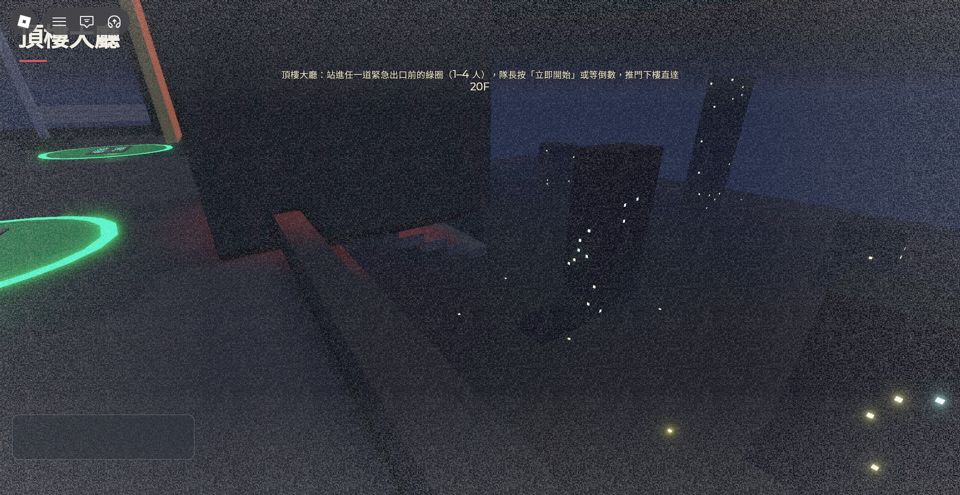 頂樓大廳
頂樓大廳：站進任一道緊急出口前的綠圈（1–4 人），隊長按「立即開始」或等倒數，推門下樓直達
20F